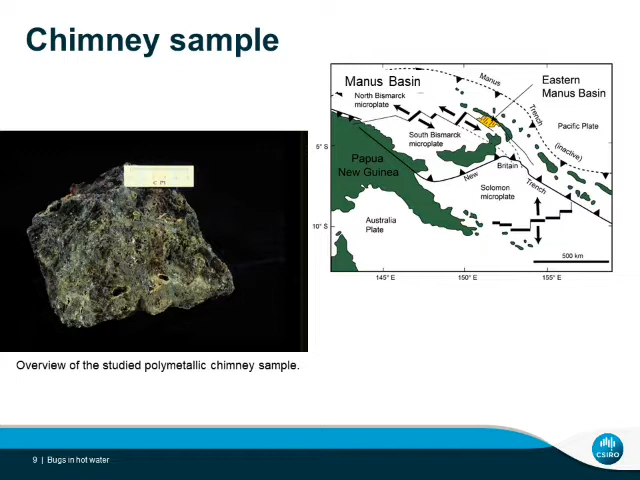 Chimney sample
Manus Basin
Eastern
Manus Basin
Manus
Trench
(inactive)
North Bismarck
microplate
South Bismarck
microplate
Pacific Plate
5° S
Papua
New Guinea
New
Britain
Trench
Solomon
microplate
Australia
Plate
10° S
500 km
145° E
150° E
155° E
Overview of the studied polymetallic chimney sample.
9 | Bugs in hot water
CSIRO